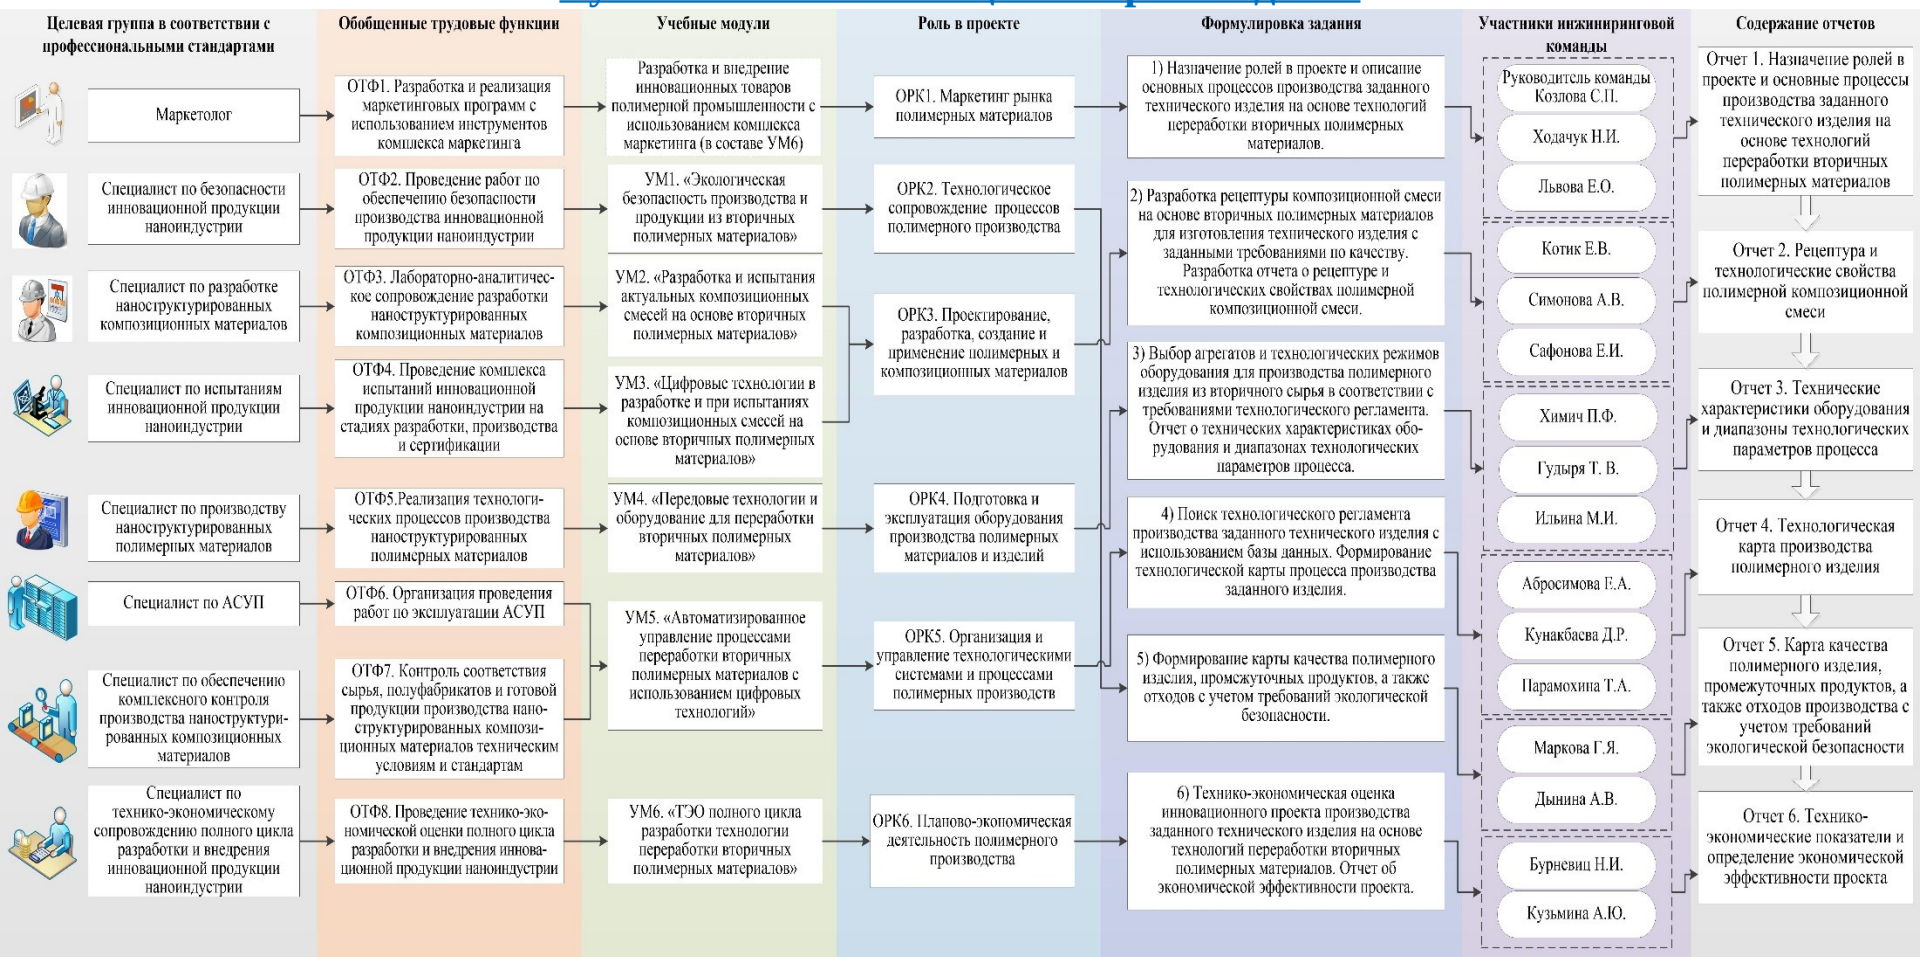 Целевая группа в соответствии с
профессиональными стандартами
Маркетолог
Специалист по безопасности
инновационной продукции
наноиндустрии
Специалист по разработке
наноструктурированных
композиционных материалов
Специалист по испытаниям
инновационной продукции
наноиндустрии
Специалист по производству
наноструктурированных
полимерных материалов
Специалист по АСУП
Специалист по обеспечению
комплексного контроля
производства наноструктури-
рованных композиционных
материалов
Специалист по
технико-экономическому
сопровождению полного цикла
разработки и внедрения
инновационной продукции
наноиндустрии
Обобщенные трудовые функции
ОТФ1. Разработка и реализация
маркетинговых программ с
использованием инструментов
комплекса маркетинга
ОТФ2. Проведение работ по
обеспечению безопасности
производства инновационной
продукции наноиндустрии
ОТФ3. Лабораторно-аналитичес-
кое сопровождение разработки
наноструктурированных
композиционных материалов
ОТФ4. Проведение комплекса
испытаний инновационной
продукции наноиндустрии на
стадиях разработки, производства
и сертификации
ОТФ5.Реализация технологи-
ческих процессов производства
наноструктурированных
полимерных материалов
ОТФ6. Организация проведения
работ по эксплуатации АСУП
ОТФ7. Контроль соответствия
сырья, полуфабрикатов и готовой
продукции производства нано-
структурированных компози-
ционных материалов техническим
условиям и стандартам
ОТФ8. Проведение технико-эко-
номической оценки полного цикла
разработки и внедрения иннова-
ционной продукции наноиндустрии
Учебные модули
Разработка и внедрение
инновационных товаров
полимерной промышленности с
использованием комплекса
маркетинга (в составе УМ6)
УМ1. «Экологическая
безопасность производства и
продукции из вторичных
полимерных материалов»
УМ2. «Разработка и испытания
актуальных композиционных
смесей на основе вторичных
полимерных материалов»
УМ3. «Цифровые технологии в
разработке и при испытаниях
композиционных смесей на
основе вторичных полимерных
материалов»
УМ4. «Передовые технологии и
оборудование для переработки
вторичных полимерных
материалов»
УМ5. «Автоматизированное
управление процессами
переработки вторичных
полимерных материалов с
использованием цифровых
технологий»
УМ6. «ТЭО полного цикла
разработки технологии
переработки вторичных
полимерных материалов»
Роль в проекте
ОРК1. Маркетинг рынка
полимерных материалов
ОРК2. Технологическое
сопровождение процессов
полимерного производства
ОРК3. Проектирование,
разработка, создание и
применение полимерных и
композиционных материалов
ОРК4. Подготовка и
эксплуатация оборудования
производства полимерных
материалов и изделий
ОРК5. Организация и
управление технологическими
системами и процессами
полимерных производств
ОРК6. Планово-экономическая
деятельность полимерного
производства
Формулировка задания
1) Назначение ролей в проекте и описание
основных процессов производства заданного
технического изделия на основе технологий
переработки вторичных полимерных
материалов.
2) Разработка рецептуры композиционной смеси
на основе вторичных полимерных материалов
для изготовления технического изделия с
заданными требованиями по качеству.
Разработка отчета о рецептуре и
технологических свойствах полимерной
композиционной смеси.
3) Выбор агрегатов и технологических режимов
оборудования для производства полимерного
изделия из вторичного сырья в соответствии с
требованиями технологического регламента.
Отчет о технических характеристиках обо-
рудования и диапазонах технологических
параметров процесса.
4) Поиск технологического регламента
производства заданного технического изделия с
использованием базы данных. Формирование
технологической карты процесса производства
заданного изделия.
5) Формирование карты качества полимерного
изделия, промежуточных продуктов, а также
отходов с учетом требований экологической
безопасности.
6) Технико-экономическая оценка
инновационного проекта производства
заданного технического изделия на основе
технологий переработки вторичных
полимерных материалов. Отчет об
экономической эффективности проекта.
Участники инжиниринговой
команды
Руководитель команды
Козлова С.П.
Ходачук Н.И.
Львова Е.О.
Котик Е.В.
Симонова А.В.
Сафонова Е.И.
Химич П.Ф.
Гудыря Т. В.
Ильина М.И.
Абросимова Е.А.
Кунакбаева Д.Р.
Парамохина Т.А.
Маркова Г.Я.
Дынина А.В.
Бурневиц Н.И.
Кузьмина А.Ю.
Содержание отчетов
Отчет 1. Назначение ролей в
проекте и основные процессы
производства заданного
технического изделия на
основе технологий
переработки вторичных
полимерных материалов
Отчет 2. Рецептура и
технологические свойства
полимерной композиционной
смеси
Отчет 3. Технические
характеристики оборудования
и диапазоны технологических
параметров процесса
Отчет 4. Технологическая
карта производства
полимерного изделия
Отчет 5. Карта качества
полимерного изделия,
промежуточных продуктов, а
также отходов производства с
учетом требований
экологической безопасности
Отчет 6. Технико-
экономические показатели и
определение экономической
эффективности проекта